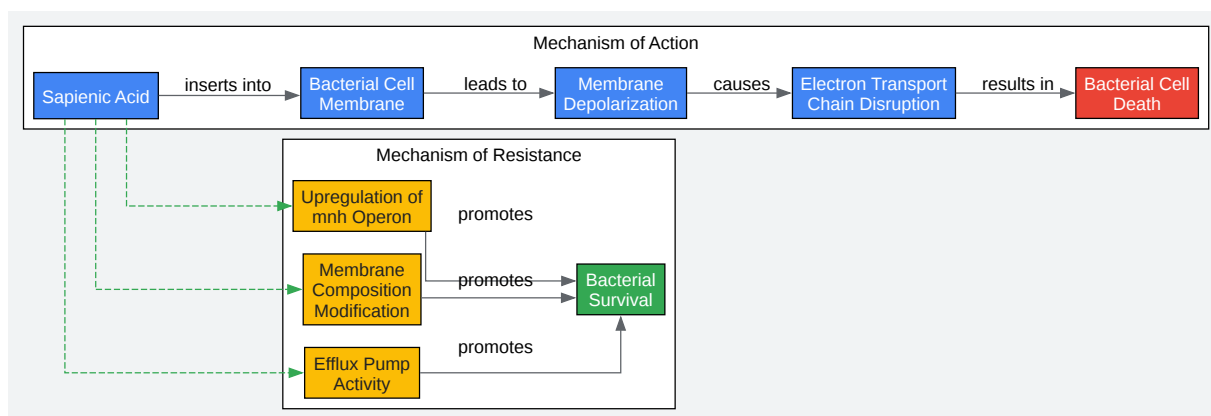 Mechanism of Action
Sapienic Acid
inserts into
Bacterial Cell
Membrane
leads to
Membrane
Depolarization
causes
Electron Transport
Chain Disruption
results in
Bacterial Cell
Death
Mechanism of Resistance
Upregulation of
mnh Operon
promotes
Membrane
Composition
Modification
promotes
Bacterial
Survival
Efflux Pump
Activity
promotes